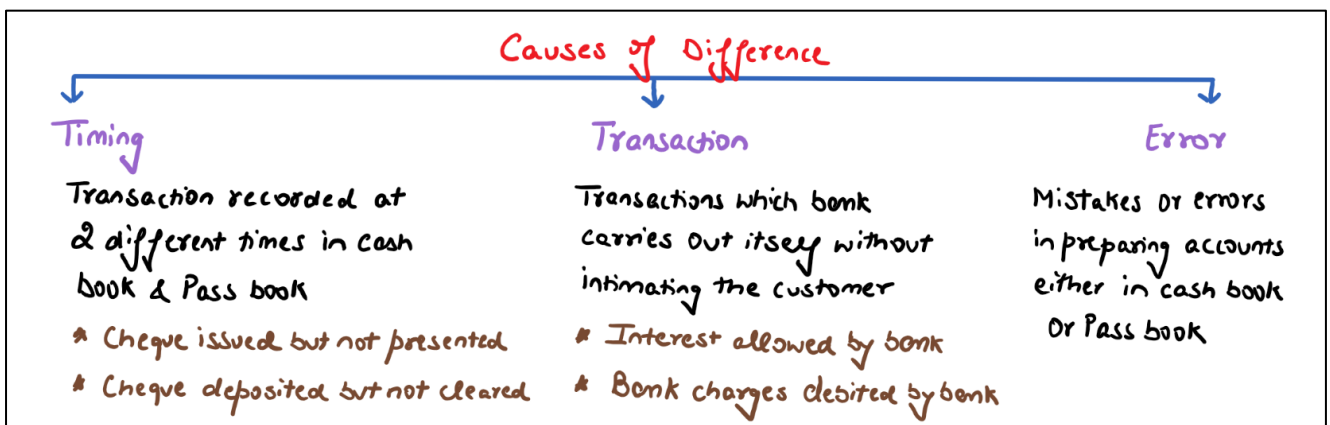 Causes of Difference
Timing
Transaction recorded at
2 different times in cash
book & Pass book
* Cheque issued but not presented
* Cheque deposited but not cleared
Transaction
Transactions which bank
carries out itself without
intimating the customer
* Interest allowed by bank
* Bank charges debited by bank
Error
Mistakes or errors
in preparing accounts
either in cash book
or Pass book